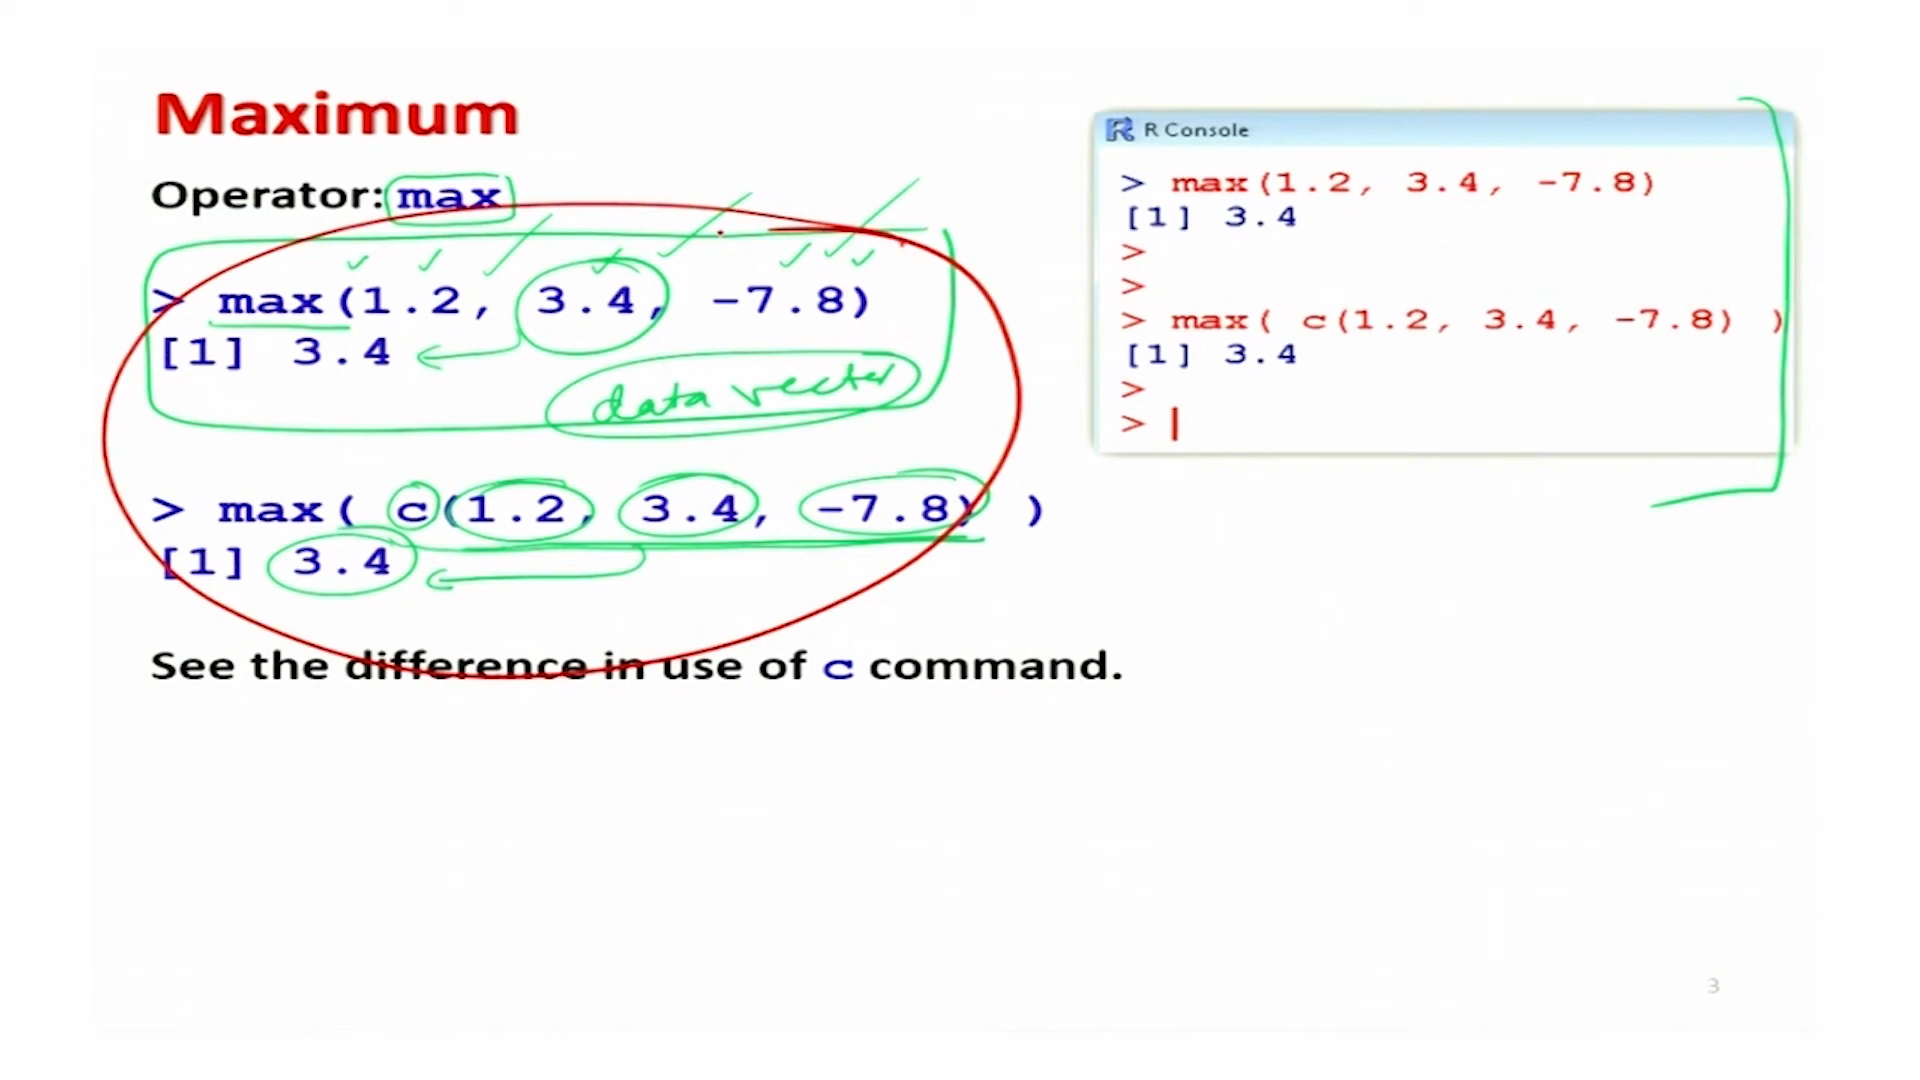 Maximum
Operator: max
> max(1.2, 3.4, -7.8)
[1] 3.4
data vector
> max( c(1.2, 3.4, -7.8) )
[1] 3.4
See the difference in use of c command.
R Console
> max(1.2, 3.4, -7.8)
[1] 3.4
>
>
> max( c(1.2, 3.4, -7.8) )
[1] 3.4
>
>
3